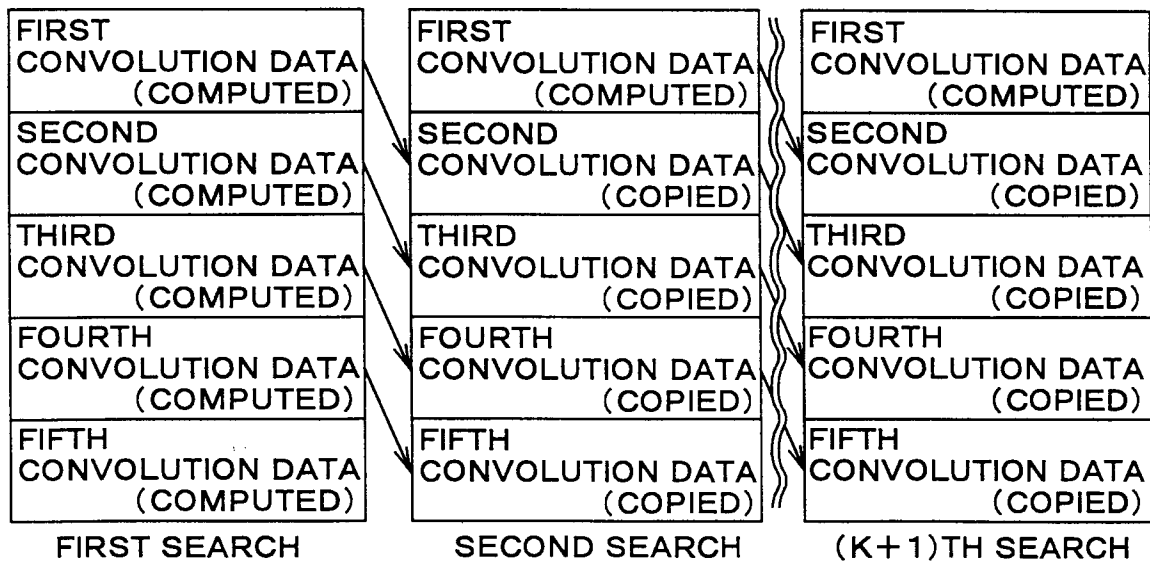 FIRST
CONVOLUTION DATA
(COMPUTED)
SECOND
CONVOLUTION DATA
(COMPUTED)
THIRD
CONVOLUTION DATA
(COMPUTED)
FOURTH
CONVOLUTION DATA
(COMPUTED)
FIFTH
CONVOLUTION DATA
(COMPUTED)
FIRST SEARCH
FIRST
CONVOLUTION DATA
(COMPUTED)
SECOND
CONVOLUTION DATA
(COPIED)
THIRD
CONVOLUTION DATA
(COPIED)
FOURTH
CONVOLUTION DATA
(COPIED)
FIFTH
CONVOLUTION DATA
(COPIED)
SECOND SEARCH
FIRST
CONVOLUTION DATA
(COMPUTED)
SECOND
CONVOLUTION DATA
(COPIED)
THIRD
CONVOLUTION DATA
(COPIED)
FOURTH
CONVOLUTION DATA
(COPIED)
FIFTH
CONVOLUTION DATA
(COPIED)
(K+1)TH SEARCH